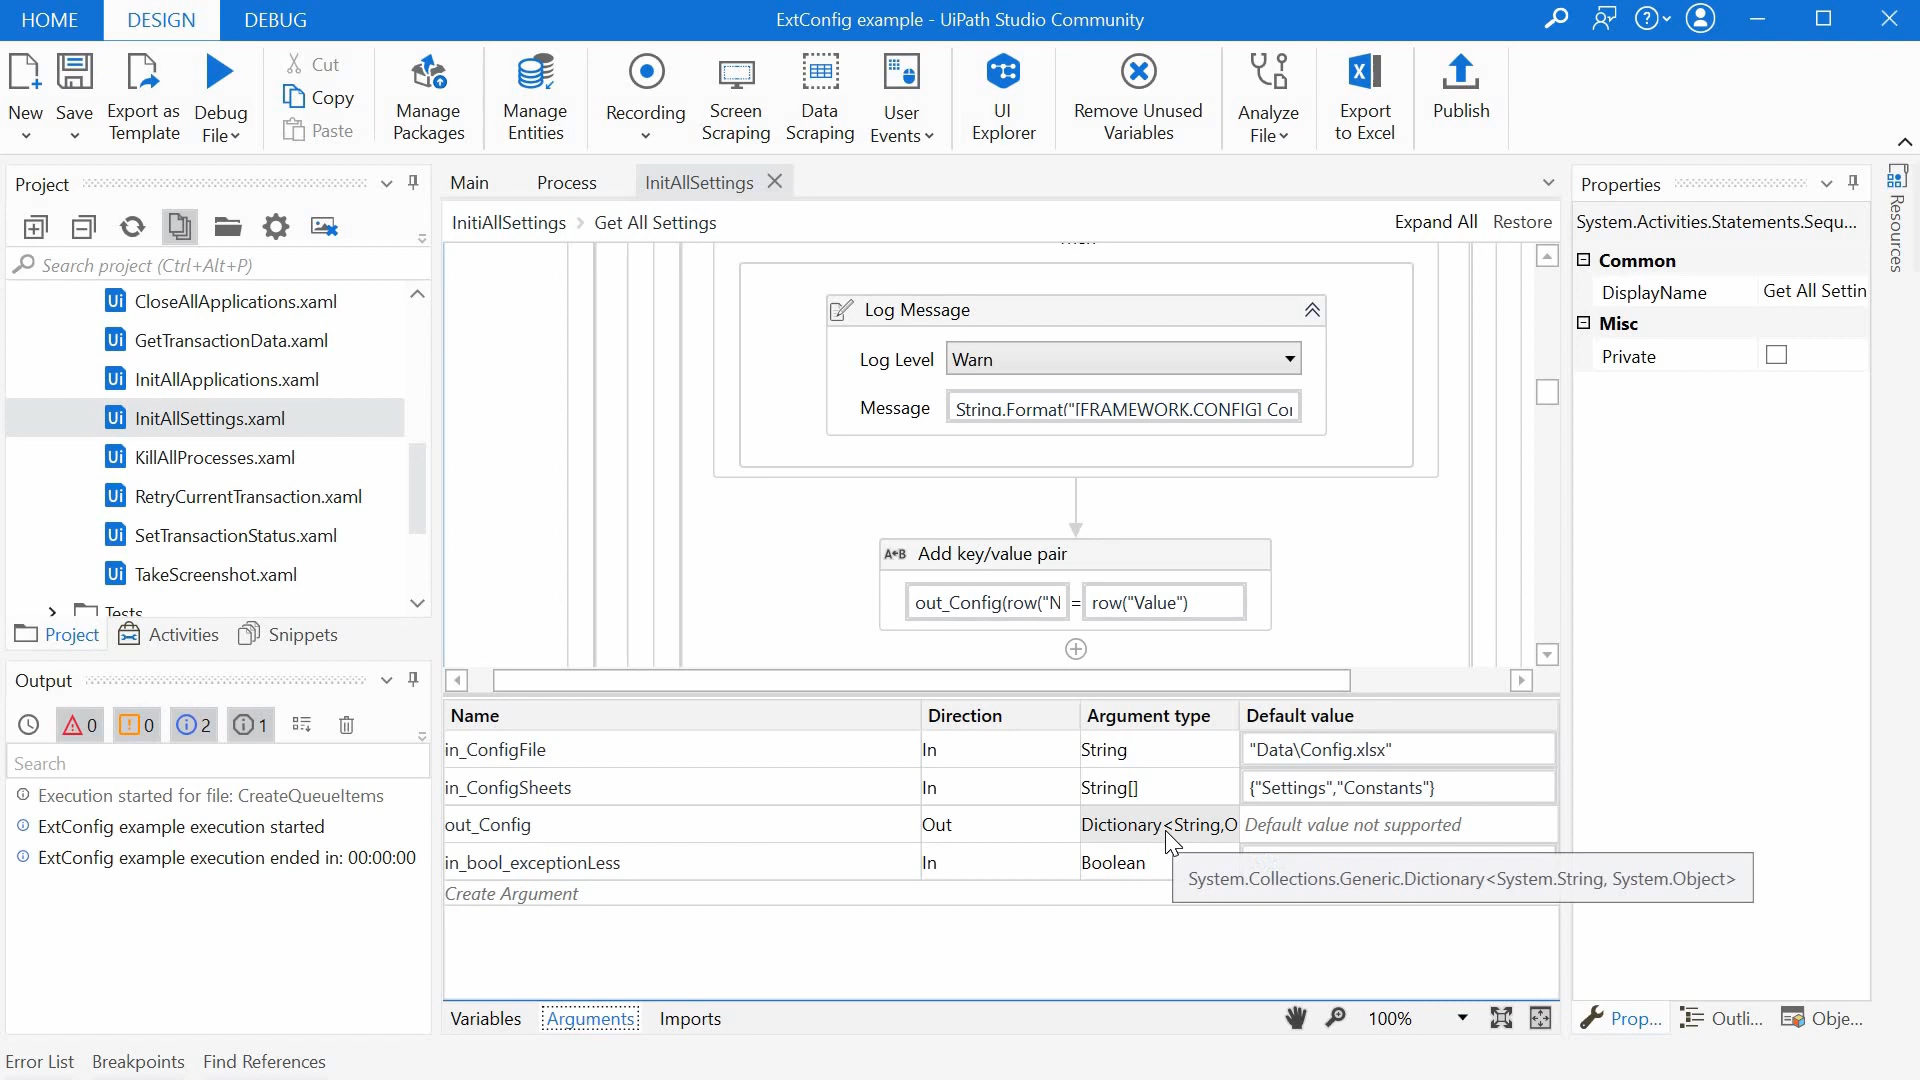 HOME DESIGN DEBUG ExtConfig example - UiPath Studio Community
New Save Export as Template Debug File Cut Copy Paste Manage Packages Manage Entities Recording Screen Scraping Data Scraping User Events UI Explorer Remove Unused Variables Analyze File Export to Excel Publish
Project
Search project (Ctrl+Alt+P)
CloseAllApplications.xaml
GetTransactionData.xaml
InitAllApplications.xaml
InitAllSettings.xaml
KillAllProcesses.xaml
RetryCurrentTransaction.xaml
SetTransactionStatus.xaml
TakeScreenshot.xaml
Tests
Project Activities Snippets
Output
0 0 2 1
Search
Execution started for file: CreateQueueItems
ExtConfig example execution started
ExtConfig example execution ended in: 00:00:00
Main Process InitAllSettings
InitiAllSettings Get All Settings Expand All Restore
Log Message
Log Level Warn
Message String.Format("[FRAMEWORK.CONFIG] Con
A←B Add key/value pair
out_Config(row("N = row("Value")
Name Direction Argument type Default value
in_ConfigFile In String "Data\Config.xlsx"
in_ConfigSheets In String[] {"Settings","Constants"}
out_Config Out Dictionary<String,O Default value not supported
in_bool_exceptionLess In Boolean
System.Collections.Generic.Dictionary<System.String, System.Object>
Create Argument
Variables Arguments Imports 100%
Properties
System.Activities.Statements.Sequ...
Common
DisplayName Get All Settin
Misc
Private
Resources
Prop... Outli... Obje...
Error List Breakpoints Find References